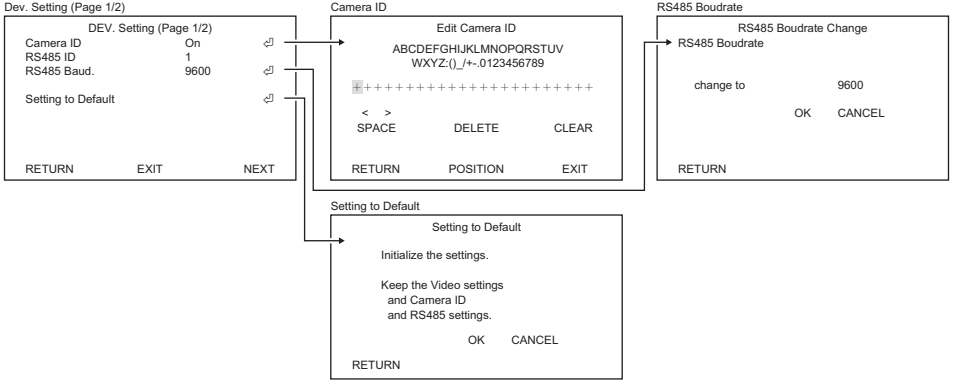 Dev. Setting (Page 1/2)
DEV. Setting (Page 1/2)
Camera ID On ⏎
RS485 ID 1
RS485 Baud. 9600 ⏎
Setting to Default ⏎
RETURN EXIT NEXT
Camera ID
Edit Camera ID
ABCDEFGHIJKLMNOPQRSTUV
WXYZ:()_/+-.0123456789
++++++++++++++++++++++
< >
SPACE DELETE CLEAR
RETURN POSITION EXIT
RS485 Boudrate
RS485 Boudrate Change
RS485 Boudrate
change to 9600
OK CANCEL
RETURN
Setting to Default
Setting to Default
Initialize the settings.
Keep the Video settings
and Camera ID
and RS485 settings.
OK CANCEL
RETURN